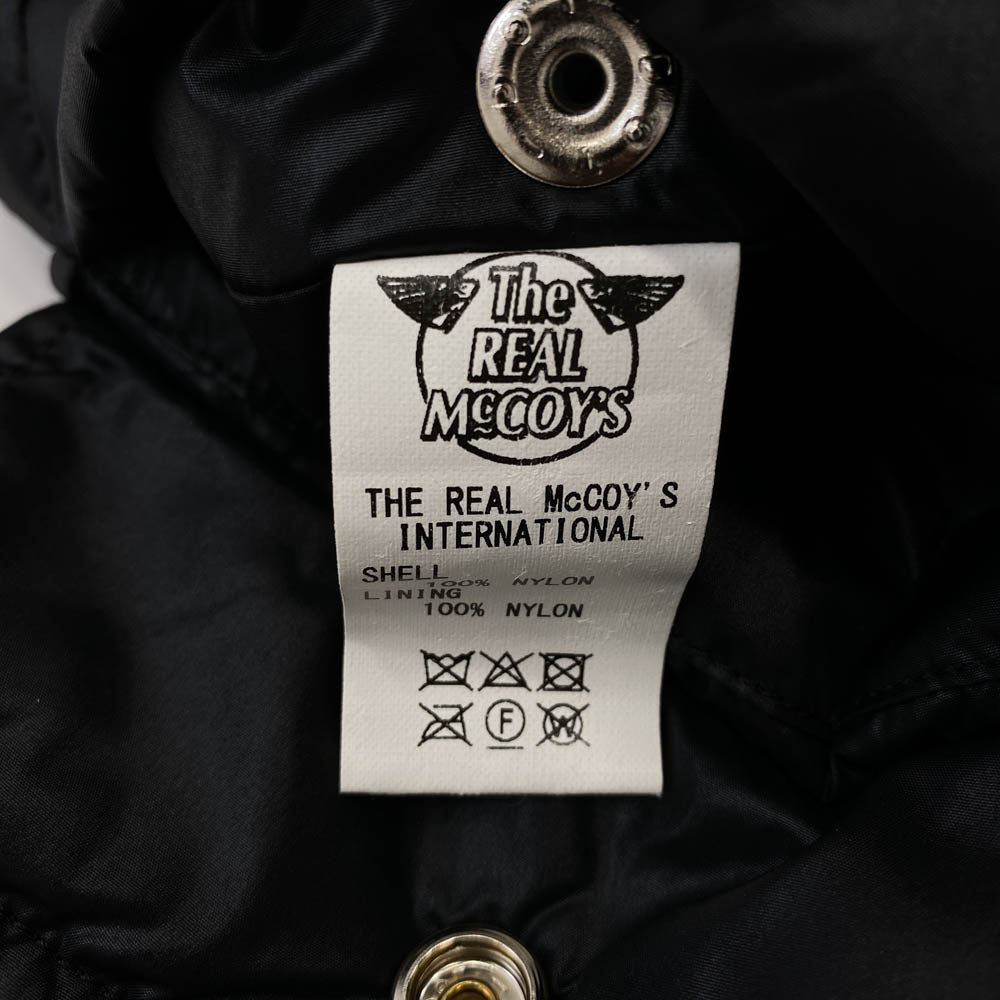 The
REAL
McCOY'S
THE REAL McCOY'S
INTERNATIONAL
SHELL
100% NYLON
LINING
100% NYLON
F
W